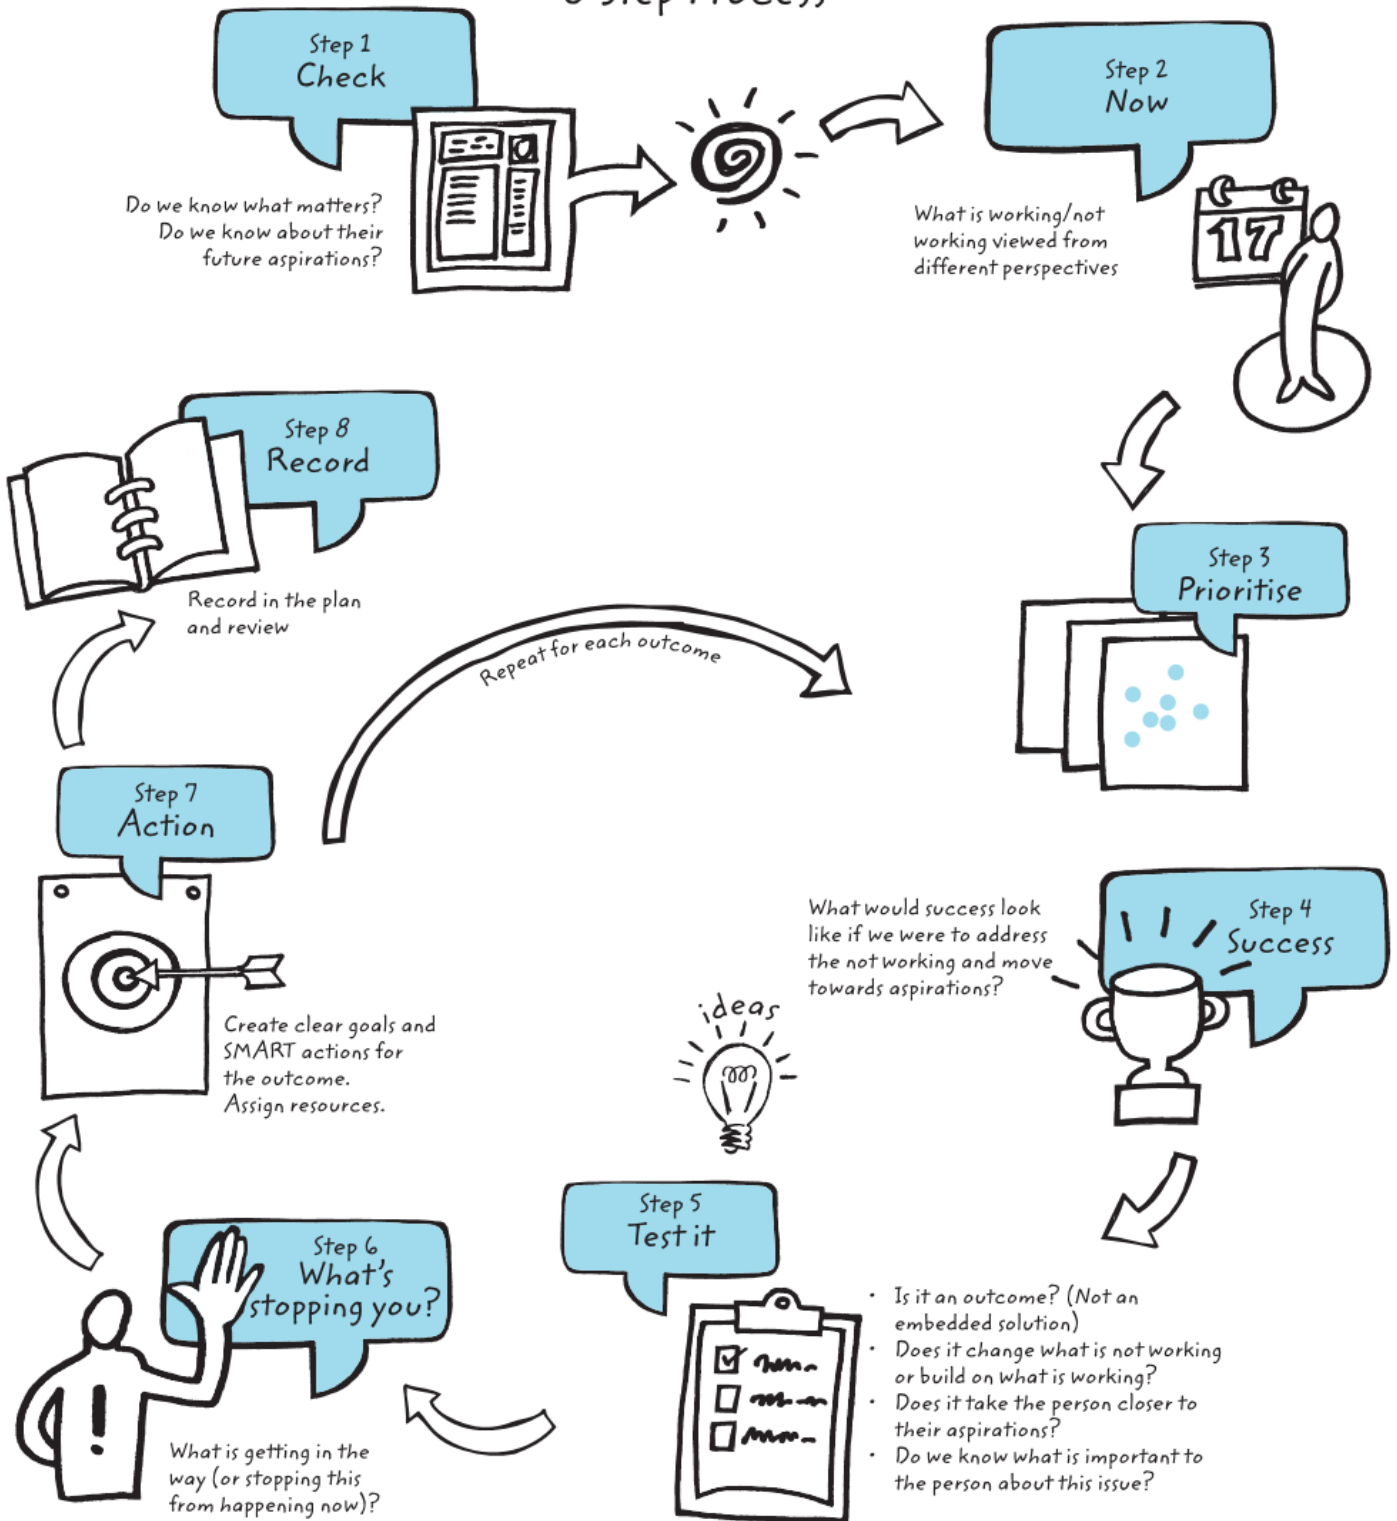 8 Step Process
Step 1
Check
Do we know what matters?
Do we know about their
future aspirations?
Step 2
Now
What is working/not
working viewed from
different perspectives
17
Step 3
Prioritise
Step 4
Success
What would success look
like if we were to address
the not working and move
towards aspirations?
ideas
Step 5
Test it
• Is it an outcome? (Not an
embedded solution)
• Does it change what is not working
or build on what is working?
• Does it take the person closer to
their aspirations?
• Do we know what is important to
the person about this issue?
Step 6
What's
stopping you?
!
What is getting in the
way (or stopping this
from happening now)?
Step 7
Action
Create clear goals and
SMART actions for
the outcome.
Assign resources.
Repeat for each outcome
Step 8
Record
Record in the plan
and review